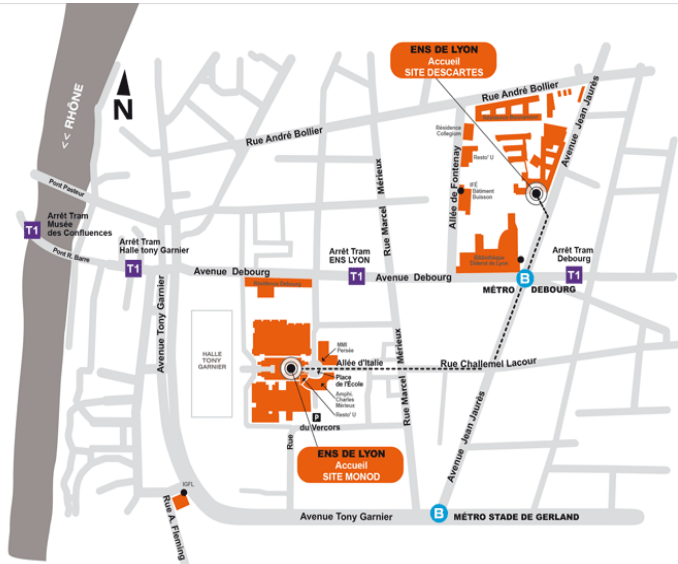 ENS DE LYON
Accueil
SITE DESCARTES
Rue André Bollier
Avenue Jean Jaurès
<< RHÔNE
N
Rue André Bollier
Résidence
Collegium
Resto' U
Allée de Fontenay
IFÉ
Bâtiment
Buisson
Pont Pasteur
Rue Marcel Mérieux
T1
Arrêt Tram
Musée
des Confluences
Pont R. Barre
Arrêt Tram
Halle tony Garnier
T1
Arrêt Tram
ENS LYON
T1
Bibliothèque
Diderot de Lyon
Arrêt Tram
Debourg
T1
Avenue Debourg
Avenue Debourg
B
MÉTRO DEBOURG
Résidence Debourg
Avenue Tony Garnier
HALLE
TONY
GARNIER
MMI
Persée
Allée d'Italie
Place
de l'École
Amphi.
Charles
Mérieux
Resto' U
P
Rue du Vercors
Rue Marcel Mérieux
Rue Challemel Lacour
Avenue Jean Jaurès
ENS DE LYON
Accueil
SITE MONOD
IGFL
Rue A. Fleming
Avenue Tony Garnier
B
MÉTRO STADE DE GERLAND